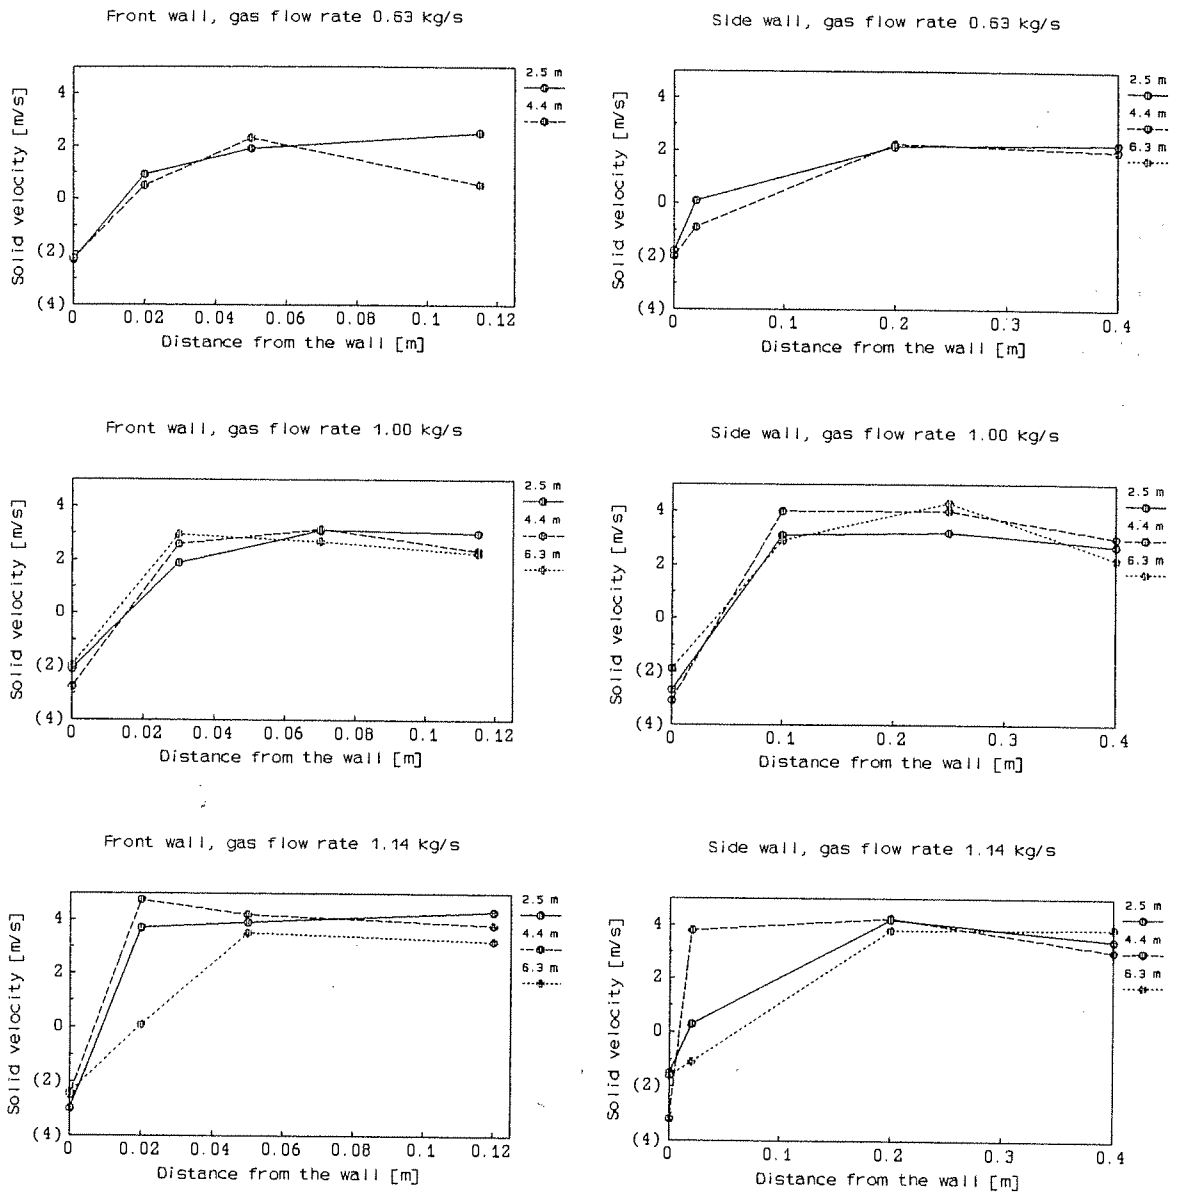 Front wall, gas flow rate 0.63 kg/s
Solid velocity [m/s]
4
2
0
(2)
(4)
0 0.02 0.04 0.06 0.08 0.1 0.12
Distance from the wall [m]
2.5 m
4.4 m
Side wall, gas flow rate 0.63 kg/s
Solid velocity [m/s]
4
2
0
(2)
(4)
0 0.1 0.2 0.3 0.4
Distance from the wall [m]
2.5 m
4.4 m
6.3 m
Front wall, gas flow rate 1.00 kg/s
Solid velocity [m/s]
4
2
0
(2)
(4)
0 0.02 0.04 0.06 0.08 0.1 0.12
Distance from the wall [m]
2.5 m
4.4 m
6.3 m
Side wall, gas flow rate 1.00 kg/s
Solid velocity [m/s]
4
2
0
(2)
(4)
0 0.1 0.2 0.3 0.4
Distance from the wall [m]
2.5 m
4.4 m
6.3 m
Front wall, gas flow rate 1.14 kg/s
Solid velocity [m/s]
4
2
0
(2)
(4)
0 0.02 0.04 0.06 0.08 0.1 0.12
Distance from the wall [m]
2.5 m
4.4 m
6.3 m
Side wall, gas flow rate 1.14 kg/s
Solid velocity [m/s]
4
2
0
(2)
(4)
0 0.1 0.2 0.3 0.4
Distance from the wall [m]
2.5 m
4.4 m
6.3 m